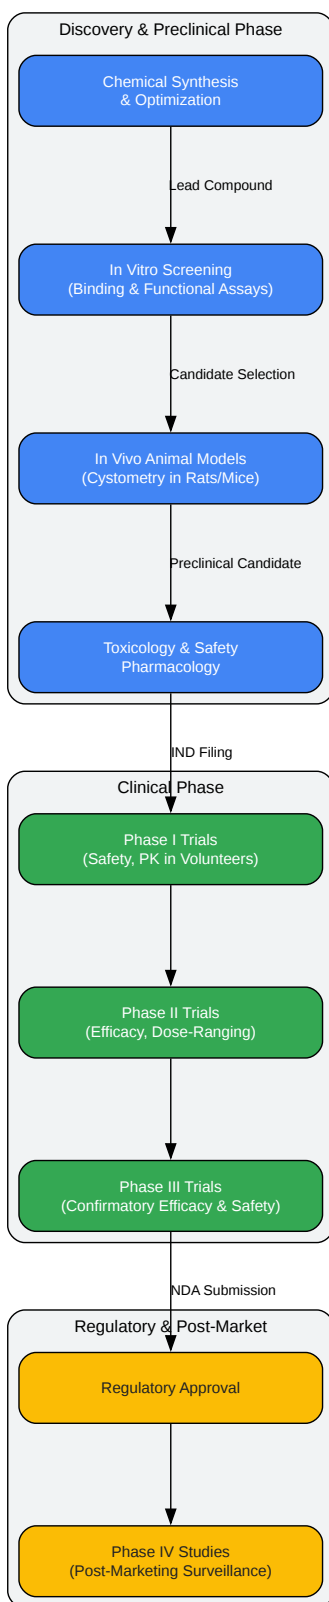 Discovery & Preclinical Phase
Chemical Synthesis
& Optimization
Lead Compound
In Vitro Screening
(Binding & Functional Assays)
Candidate Selection
In Vivo Animal Models
(Cystometry in Rats/Mice)
Preclinical Candidate
Toxicology & Safety
Pharmacology
IND Filing
Clinical Phase
Phase I Trials
(Safety, PK in Volunteers)
Phase II Trials
(Efficacy, Dose-Ranging)
Phase III Trials
(Confirmatory Efficacy & Safety)
NDA Submission
Regulatory & Post-Market
Regulatory Approval
Phase IV Studies
(Post-Marketing Surveillance)